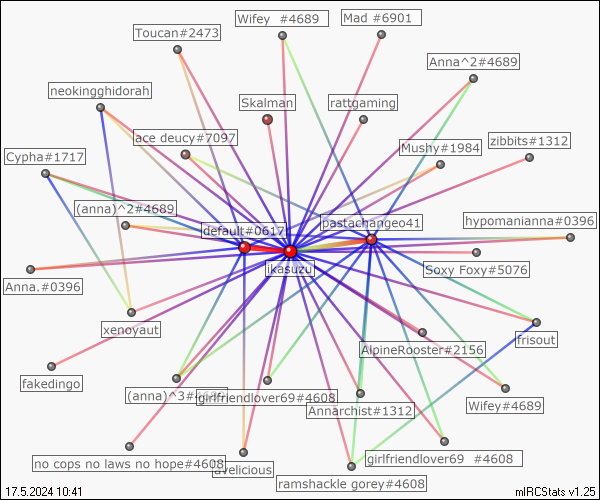 Wifey  #4689
Mad #6901
Toucan#2473
Anna^2#4689
neokingghidorah
Skalman
rattgaming
ace deucy#7097
Mushy#1984
zibbits#1312
Cypha#1717
(anna)^2#4689
default#0617
pastachangeo41
hypomanianna#0396
ikasuzu
Soxy Foxy#5076
Anna.#0396
xenoyaut
frisout
AlpineRooster#2156
fakedingo
(anna)^3#
girlfriendlover69#4608
Annarchist#1312
Wifey#4689
no cops no laws no hope#4608
avelicious
girlfriendlover69  #4608
ramshackle gorey#4608
17.5.2024 10:41
mIRCStats v1.25